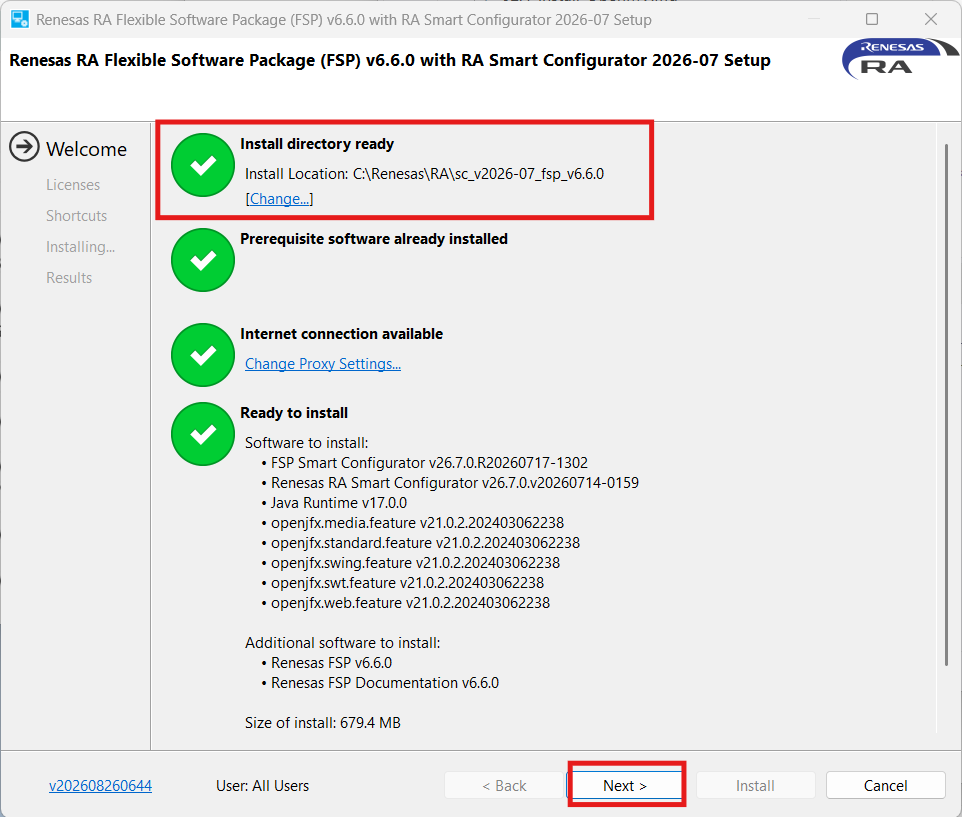 Renesas RA Flexible Software Package (FSP) v6.6.0 with RA Smart Configurator 2026-07 Setup
Renesas RA Flexible Software Package (FSP) v6.6.0 with RA Smart Configurator 2026-07 Setup
RENESAS
RA
Welcome
Licenses
Shortcuts
Installing...
Results
Install directory ready
Install Location: C:\Renesas\RA\sc_v2026-07_fsp_v6.6.0
[Change...]
Prerequisite software already installed
Internet connection available
Change Proxy Settings...
Ready to install
Software to install:
• FSP Smart Configurator v26.7.0.R20260717-1302
• Renesas RA Smart Configurator v26.7.0.v20260714-0159
• Java Runtime v17.0.0
• openjfx.media.feature v21.0.2.202403062238
• openjfx.standard.feature v21.0.2.202403062238
• openjfx.swing.feature v21.0.2.202403062238
• openjfx.swt.feature v21.0.2.202403062238
• openjfx.web.feature v21.0.2.202403062238
Additional software to install:
• Renesas FSP v6.6.0
• Renesas FSP Documentation v6.6.0
Size of install: 679.4 MB
v202608260644
User: All Users
< Back
Next >
Install
Cancel